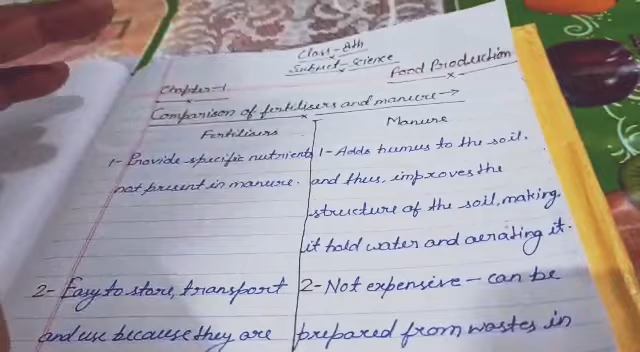 Class-8th
Subject-Science
Chapter-1
Food Production
Comparison of fertilisers and manure→
Fertilisers
Manure
1- Provide specific nutrients
not present in manure.
1- Adds humus to the soil.
and thus, improves the
structure of the soil, making
it hold water and aerating it.
2- Easy to store, transport
and use because they are
2- Not expensive - can be
prepared from wastes in